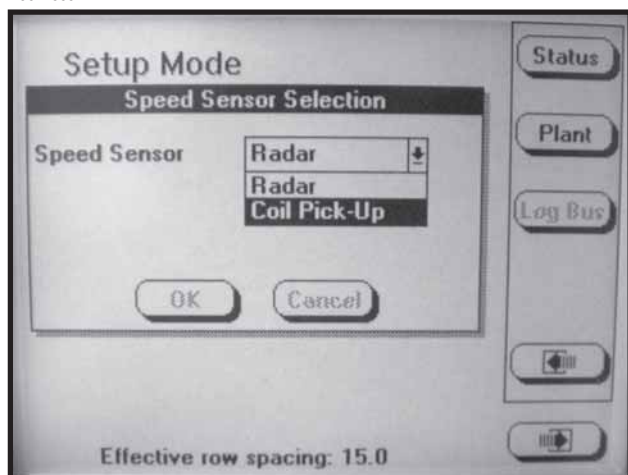 Setup Mode
Speed Sensor Selection
Speed Sensor
Radar
Radar
Coil Pick-Up
OK
Cancel
Effective row spacing: 15.0
Status
Plant
Log Bus